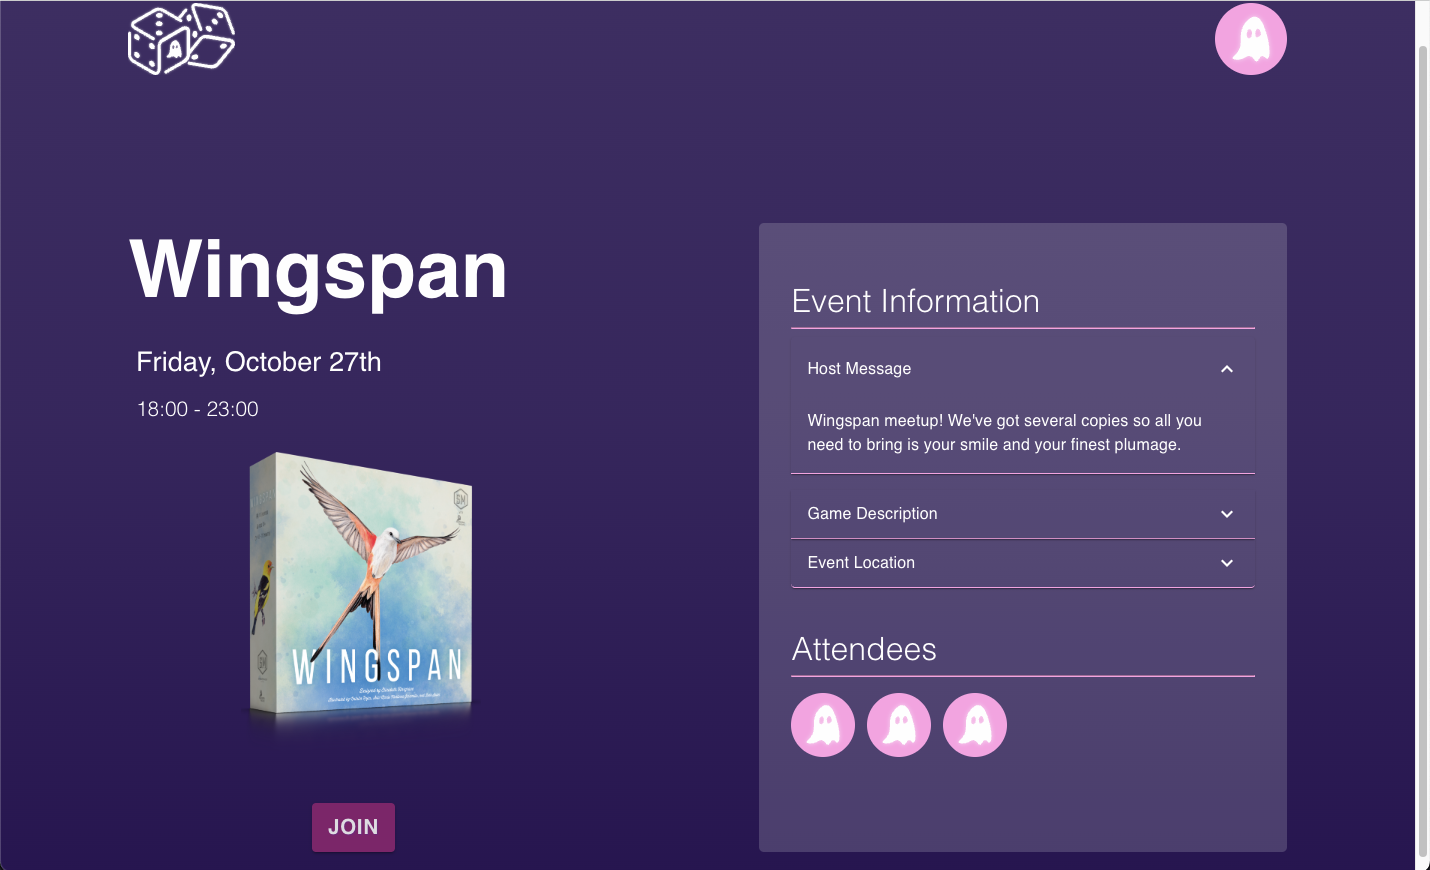 Wingspan
Friday, October 27th
18:00 - 23:00
WINGSPAN
Event Information
Host Message
Wingspan meetup! We've got several copies so all you
need to bring is your smile and your finest plumage.
Game Description
Event Location
Attendees
JOIN